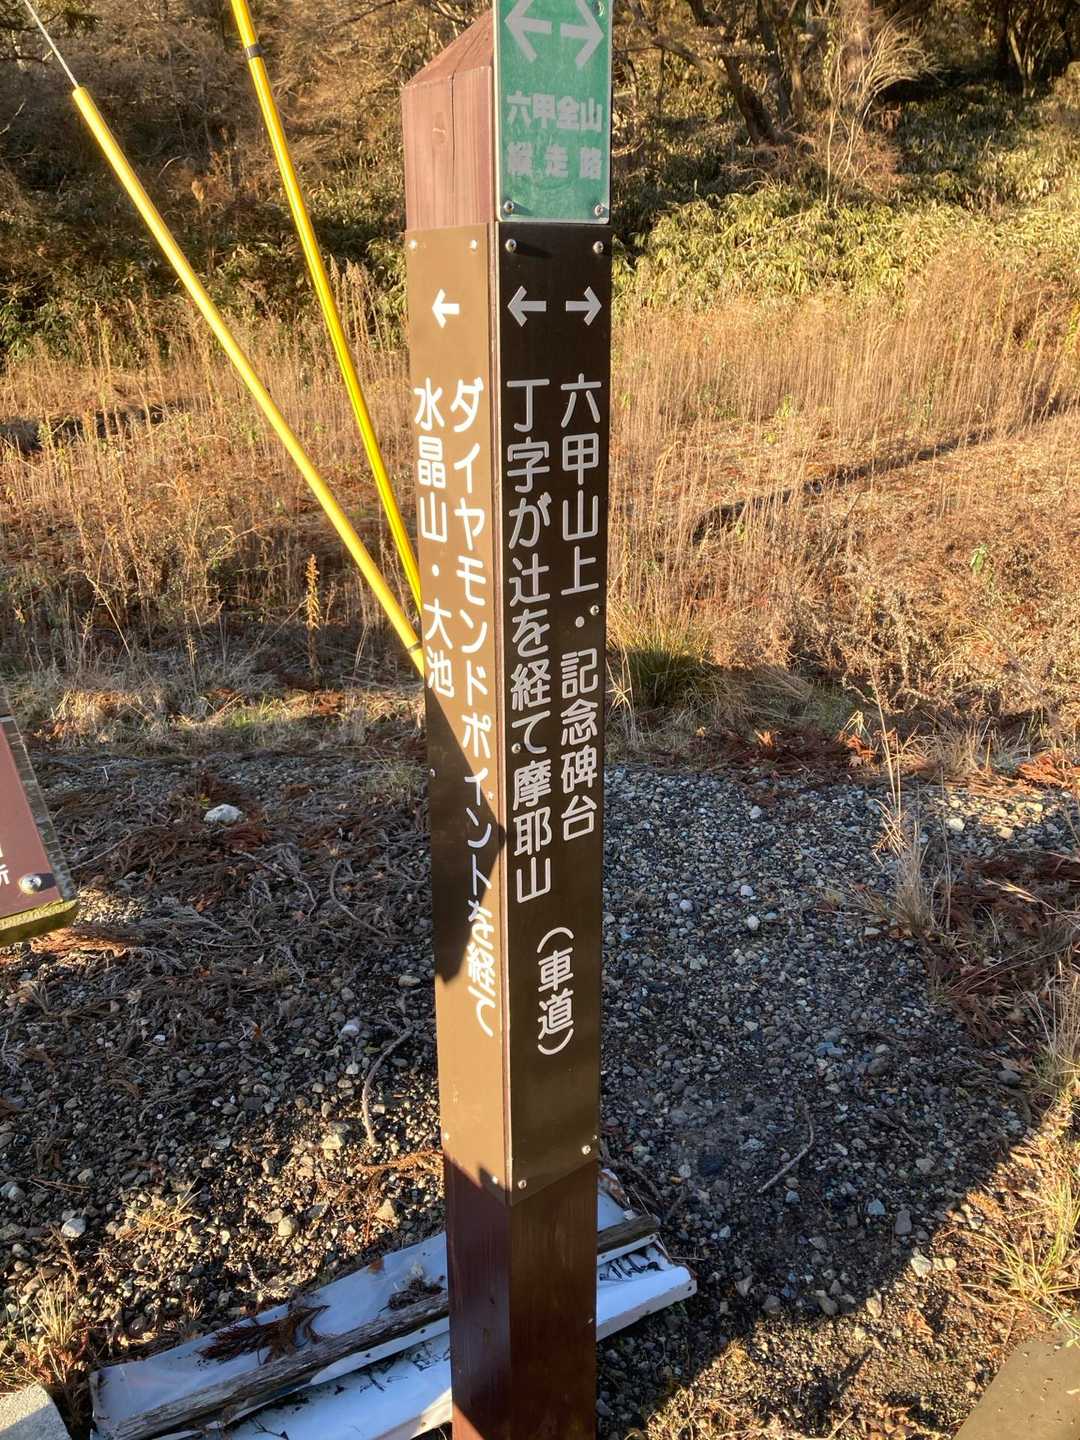 六甲全山
縦走路
← →
六甲山上・記念碑台
丁字が辻を経て摩耶山
(車道)
←
ダイヤモンドポイントを経て
水晶山・大池
所